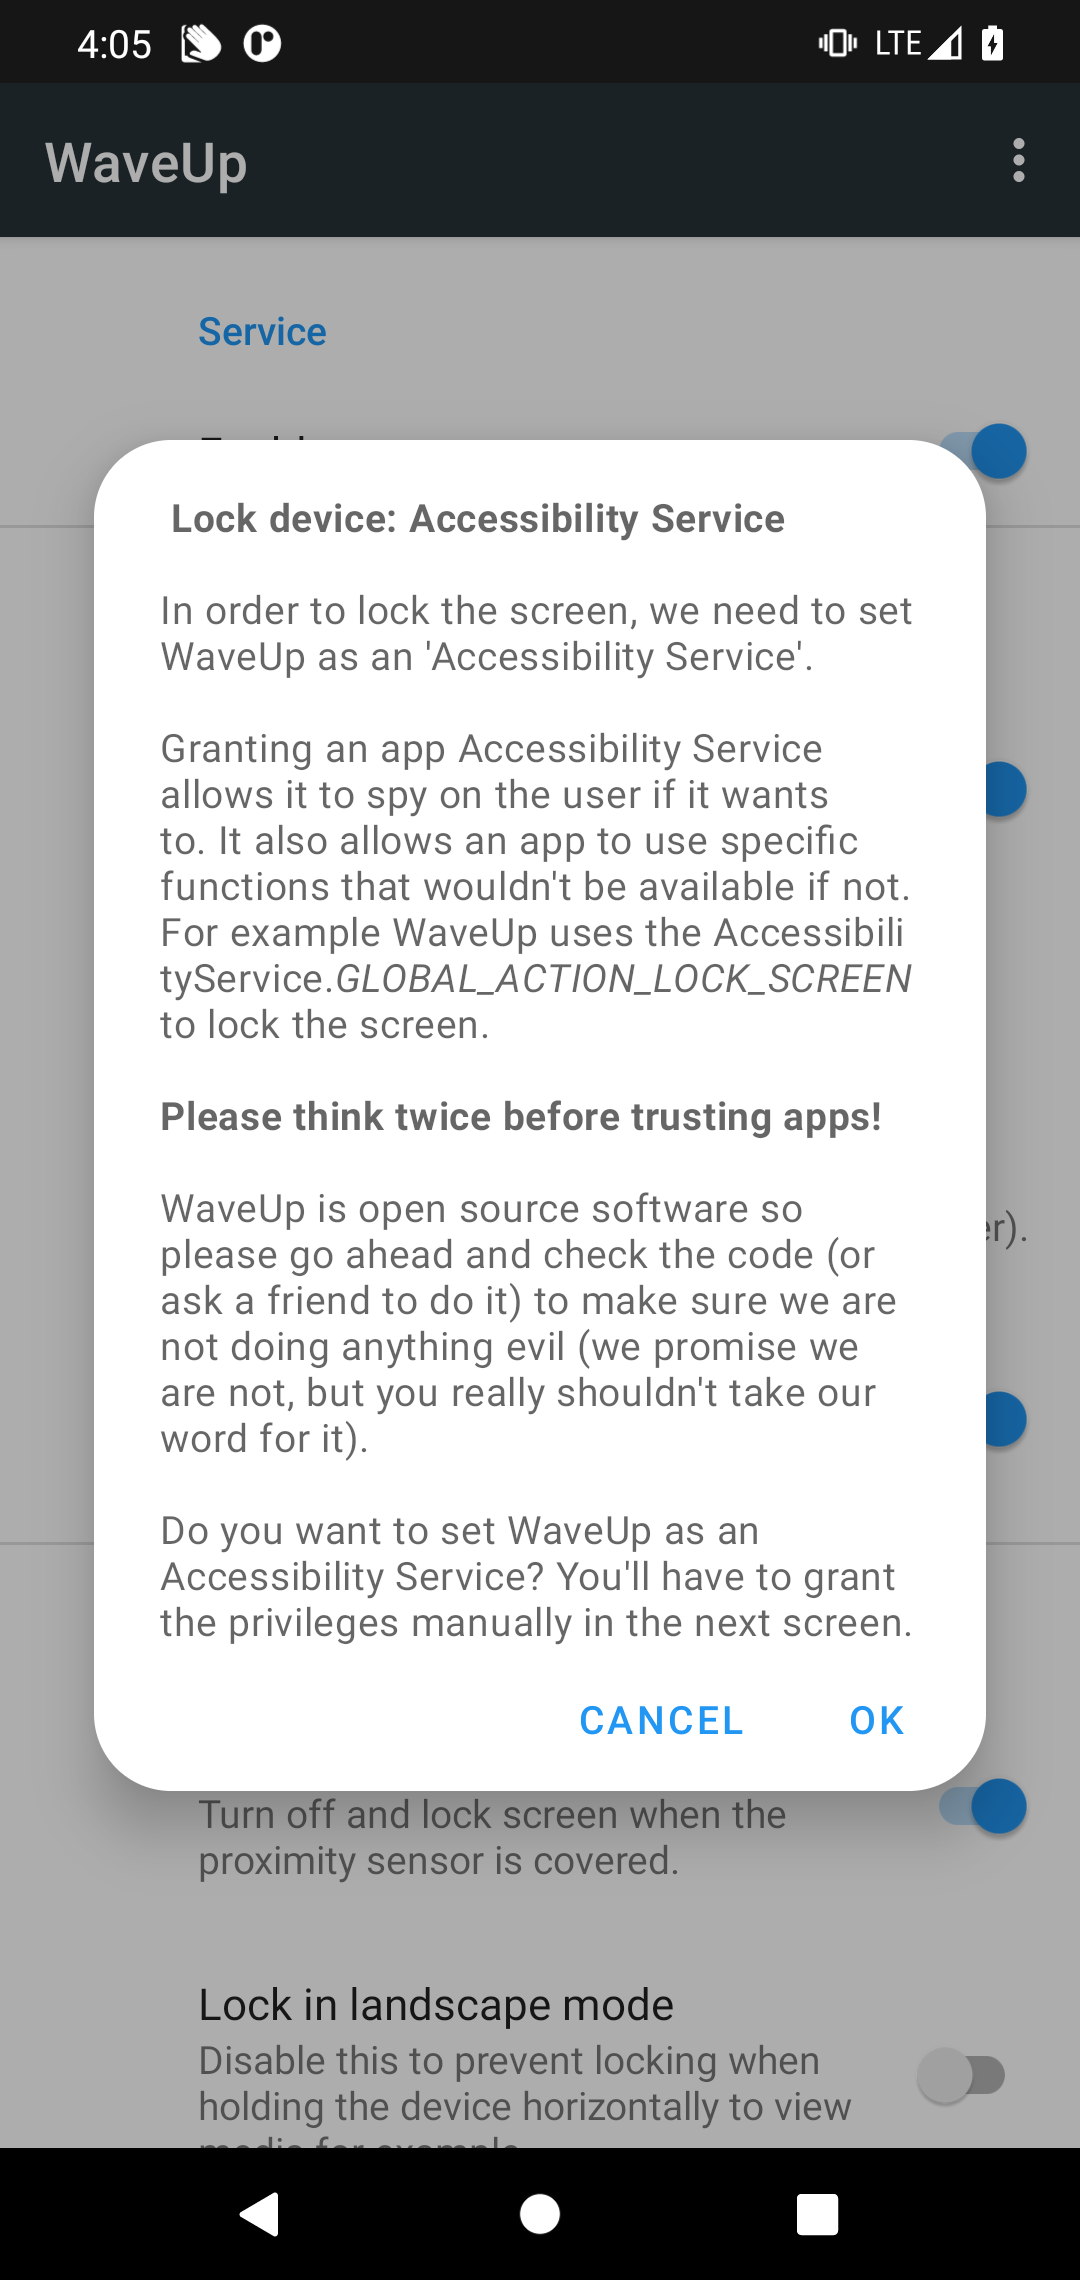 4:05
LTE
WaveUp
Service
Lock device: Accessibility Service
In order to lock the screen, we need to set
WaveUp as an 'Accessibility Service'.
Granting an app Accessibility Service
allows it to spy on the user if it wants
to. It also allows an app to use specific
functions that wouldn't be available if not.
For example WaveUp uses the Accessibili
tyService.GLOBAL_ACTION_LOCK_SCREEN
to lock the screen.
Please think twice before trusting apps!
WaveUp is open source software so
please go ahead and check the code (or
ask a friend to do it) to make sure we are
not doing anything evil (we promise we
are not, but you really shouldn't take our
word for it).
Do you want to set WaveUp as an
Accessibility Service? You'll have to grant
the privileges manually in the next screen.
CANCEL OK
Turn off and lock screen when the
proximity sensor is covered.
Lock in landscape mode
Disable this to prevent locking when
holding the device horizontally to view
media for example